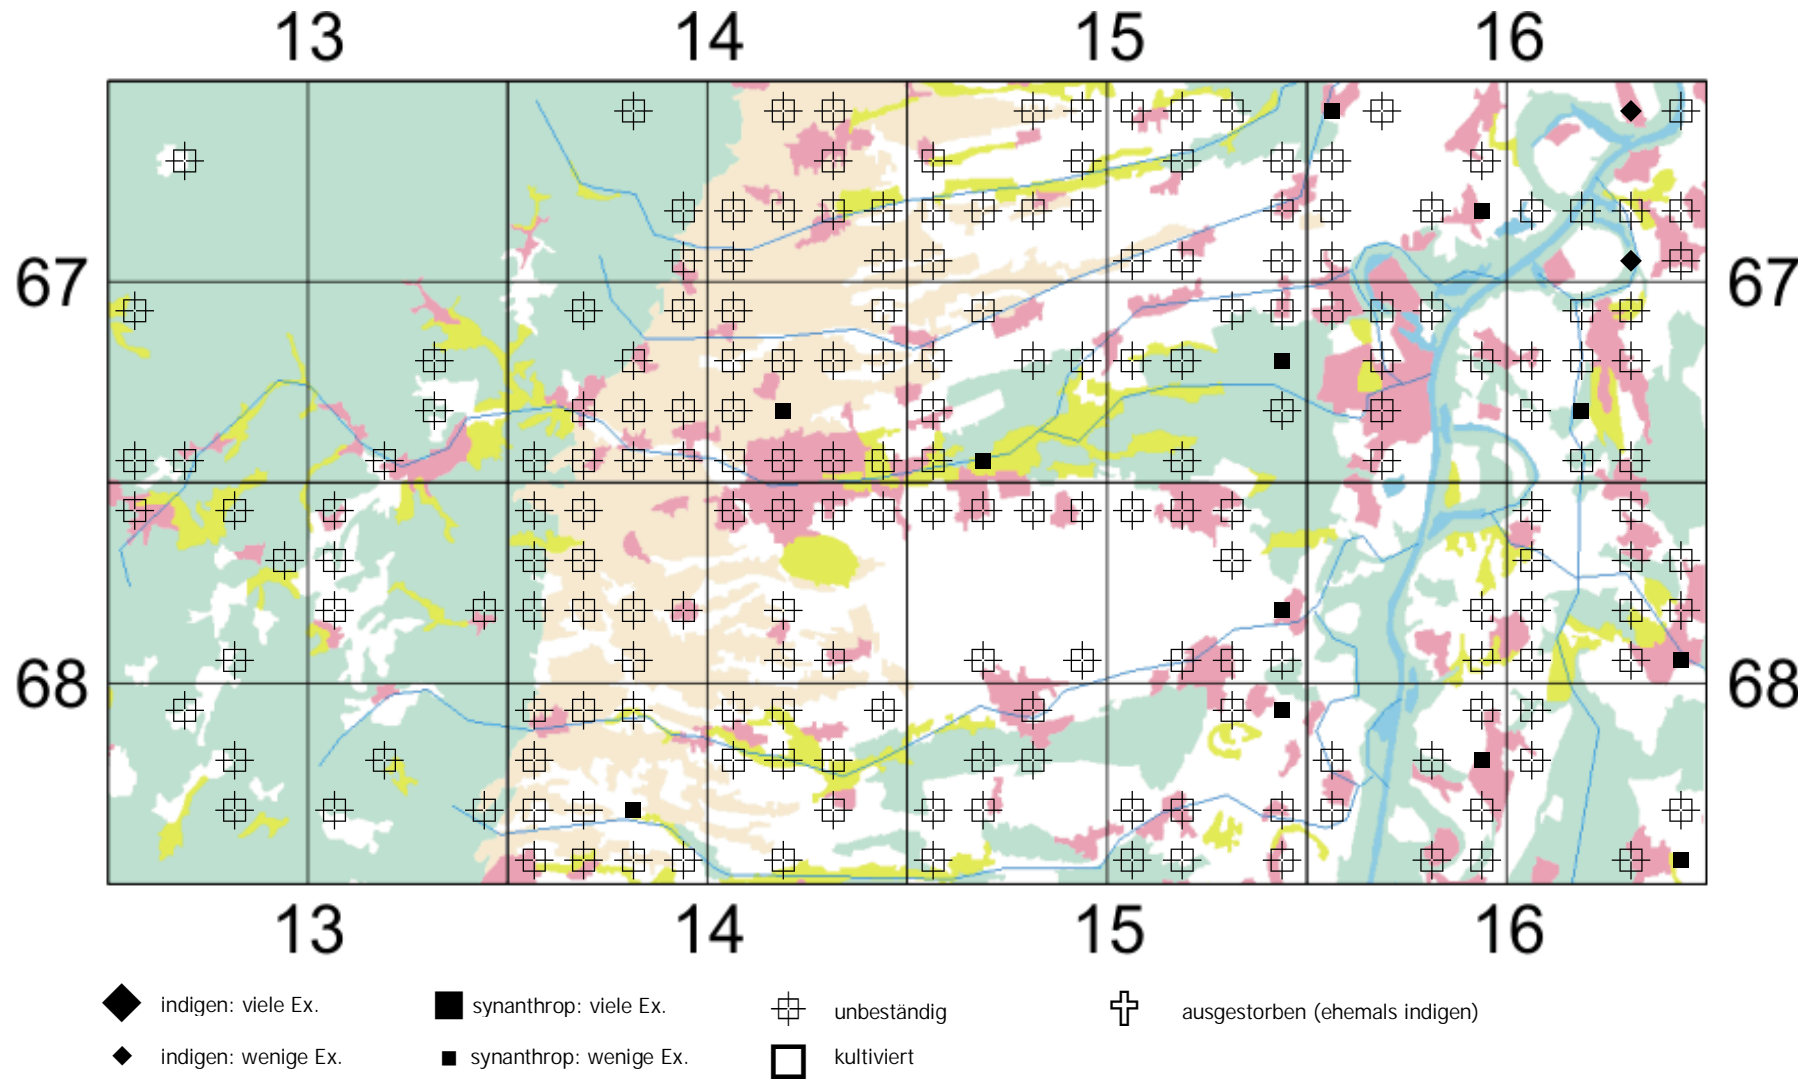 13 14 15 16
67 67
68 68
13 14 15 16
indigen: viele Ex. synanthrop: viele Ex. unbeständig ausgestorben (ehemals indigen)
indigen: wenige Ex. synanthrop: wenige Ex. kultiviert